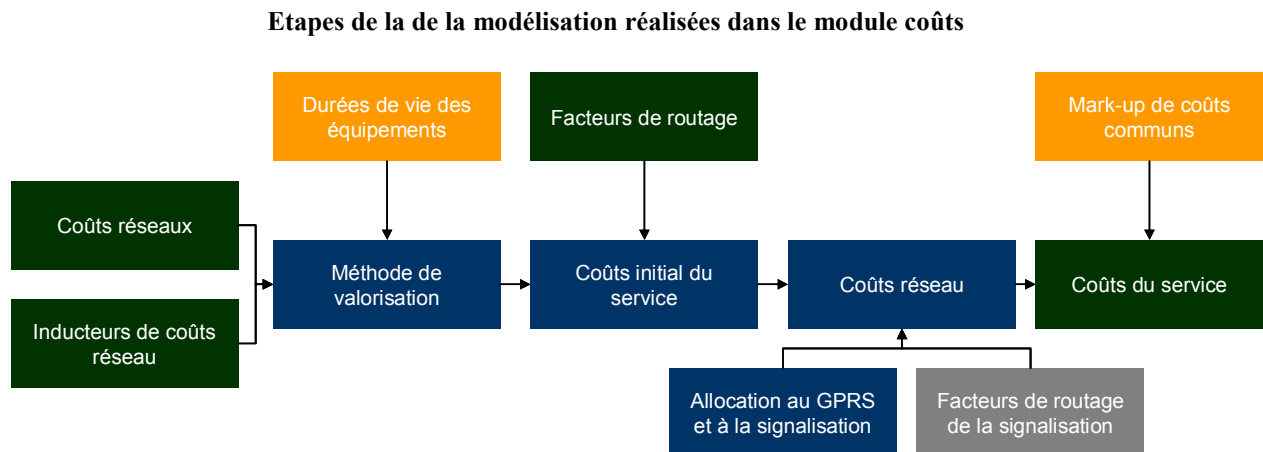 Etapes de la de la modélisation réalisées dans le module coûts
Durées de vie des
équipements
Facteurs de routage
Mark-up de coûts
communs
Coûts réseaux
Méthode de
valorisation
Coûts initial du
service
Coûts réseau
Coûts du service
Inducteurs de coûts
réseau
Allocation au GPRS
et à la signalisation
Facteurs de routage
de la signalisation